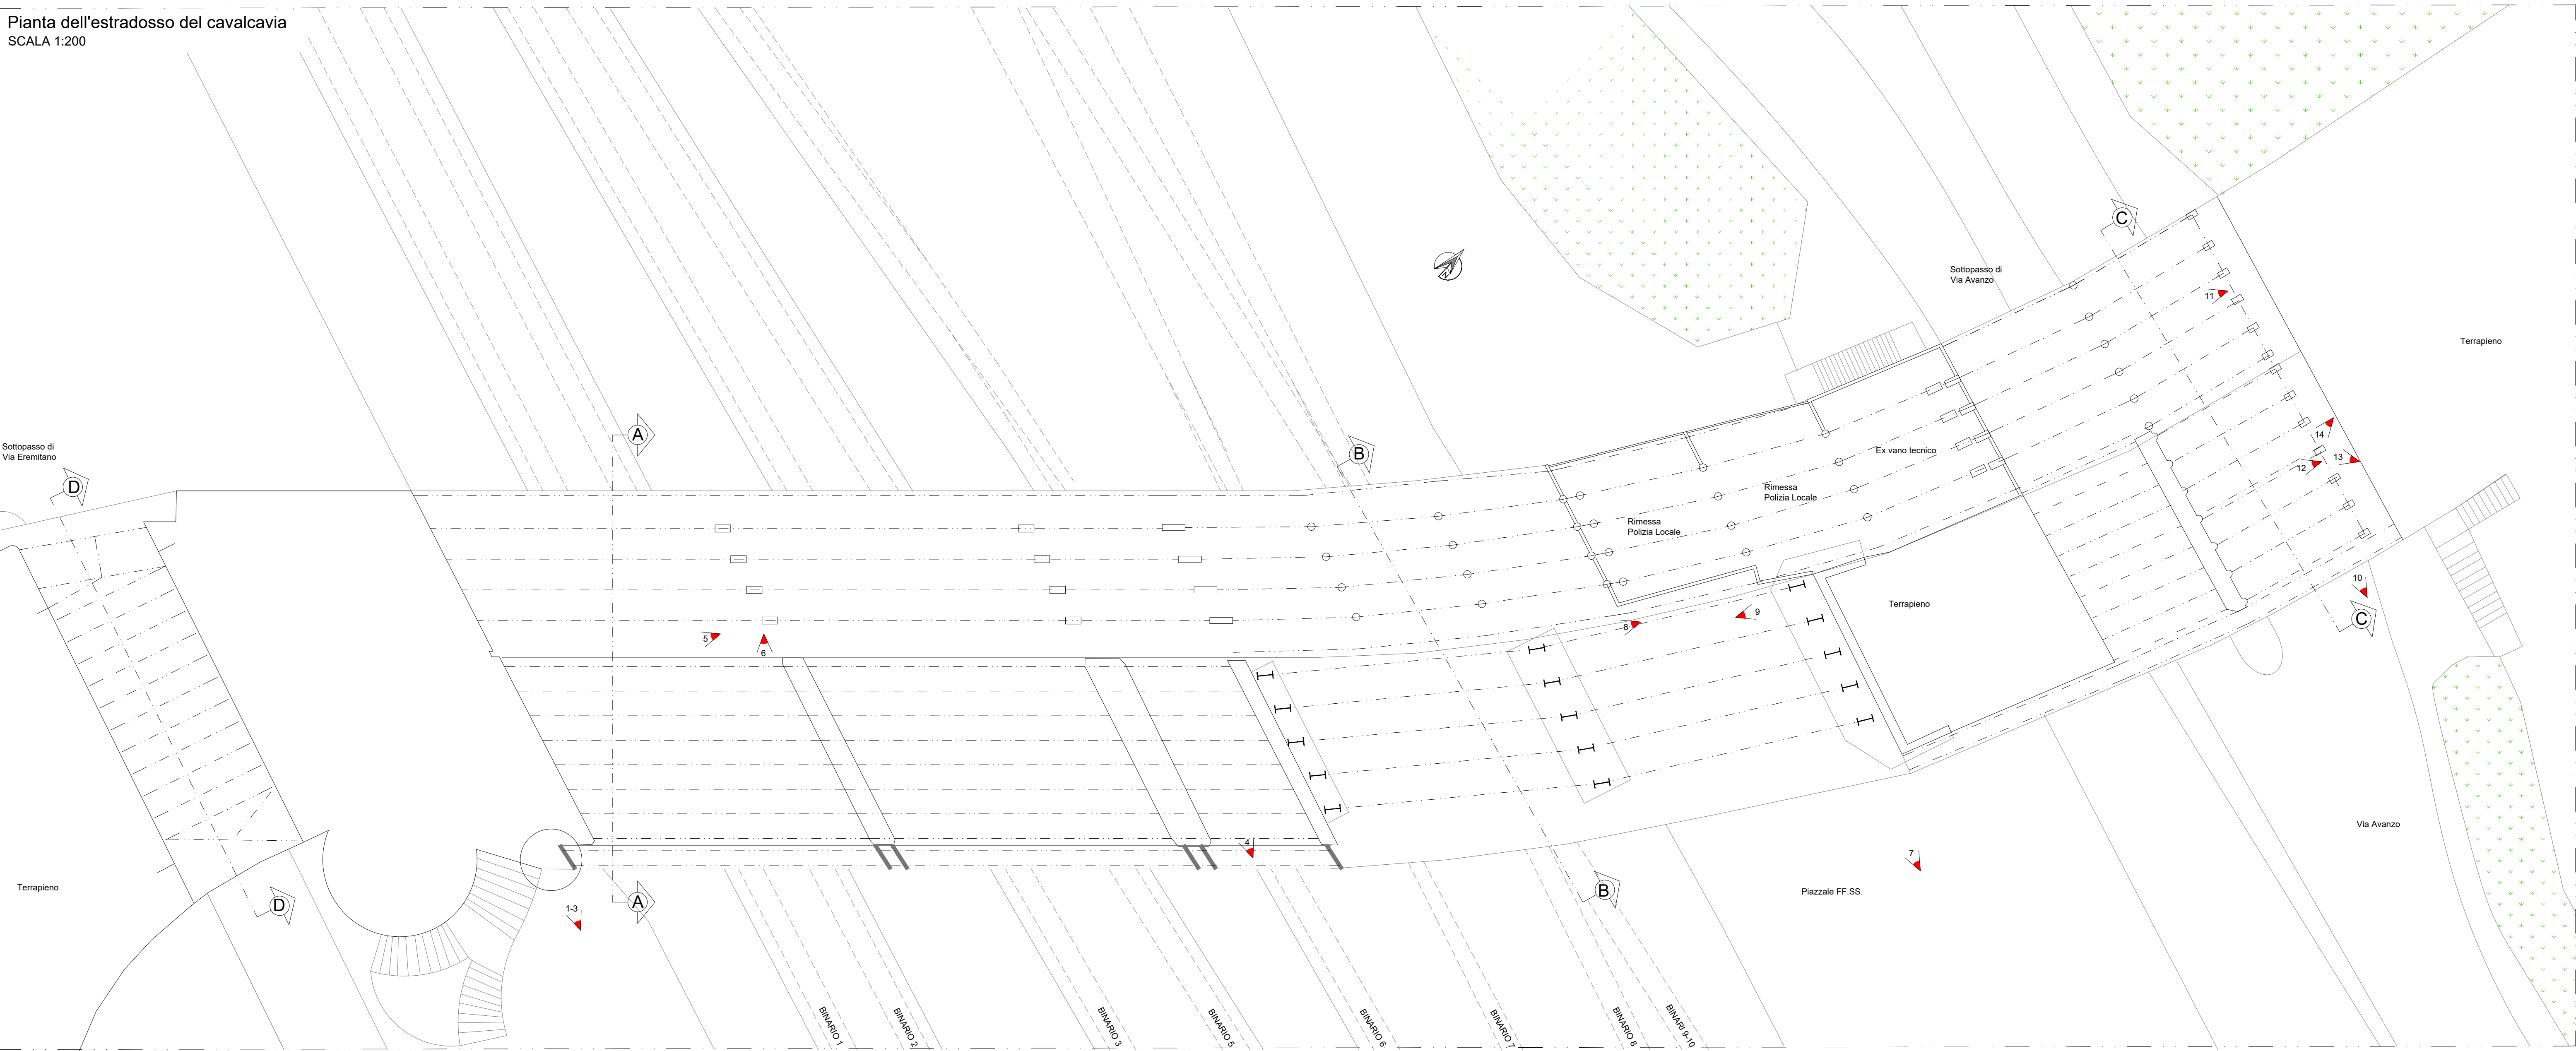 Pianta dell'estradosso del cavalcavia
SCALA 1:200
C
Sottopasso di
Via Avanzo
11
Terrapieno
A
14
13
12
Sottopasso di
Via Eremitano
B
Ex vano tecnico
D
Rimessa
Polizia Locale
Rimessa
Polizia Locale
10
Terrapieno
9
8
C
5
6
Via Avanzo
4
7
Terrapieno
B
Piazzale FF.SS.
D
A
1-3
BINARIO 1
BINARIO 2
BINARIO 3
BINARIO 5
BINARIO 6
BINARIO 7
BINARIO 8
BINARI 9-10
N